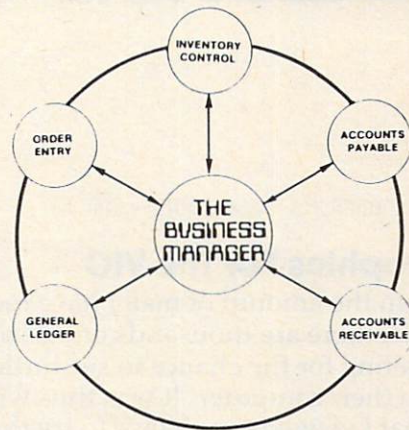 INVENTORY
CONTROL
ORDER
ENTRY
ACCOUNTS
PAYABLE
THE
BUSINESS
MANAGER
GENERAL
LEDGER
ACCOUNTS
RECEIVABLE